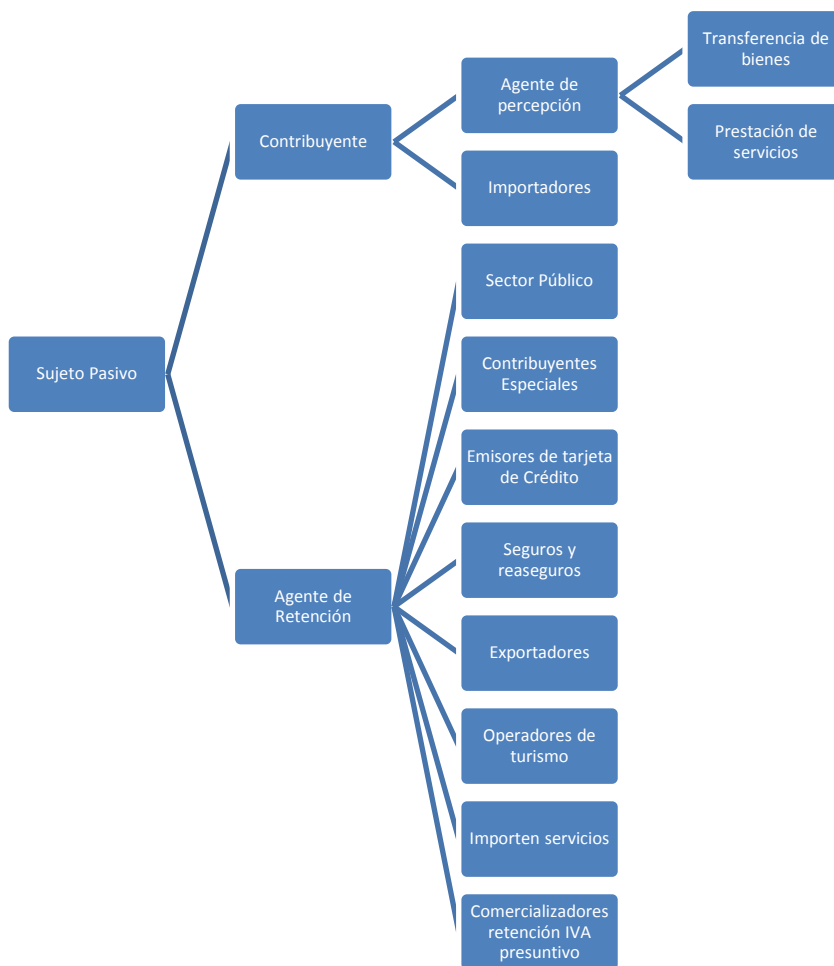 Sujeto Pasivo
Contribuyente
Agente de
percepción
Transferencia de
bienes
Prestación de
servicios
Importadores
Agente de
Retención
Sector Público
Contribuyentes
Especiales
Emisores de tarjeta
de Crédito
Seguros y
reaseguros
Exportadores
Operadores de
turismo
Importen servicios
Comercializadores
retención IVA
presuntivo